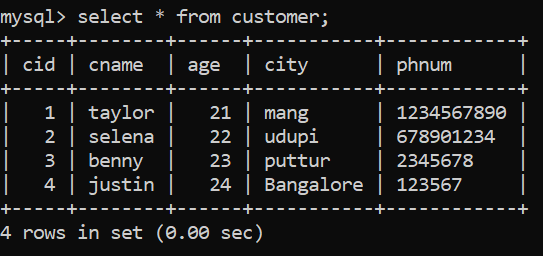 mysql> select * from customer;
+-----+--------+------+-----------+------------+
| cid | cname  | age  | city      | phnum      |
+-----+--------+------+-----------+------------+
|   1 | taylor |   21 | mang      | 1234567890 |
|   2 | selena |   22 | udupi     | 678901234  |
|   3 | benny  |   23 | puttur    | 2345678    |
|   4 | justin |   24 | Bangalore | 123567     |
+-----+--------+------+-----------+------------+
4 rows in set (0.00 sec)